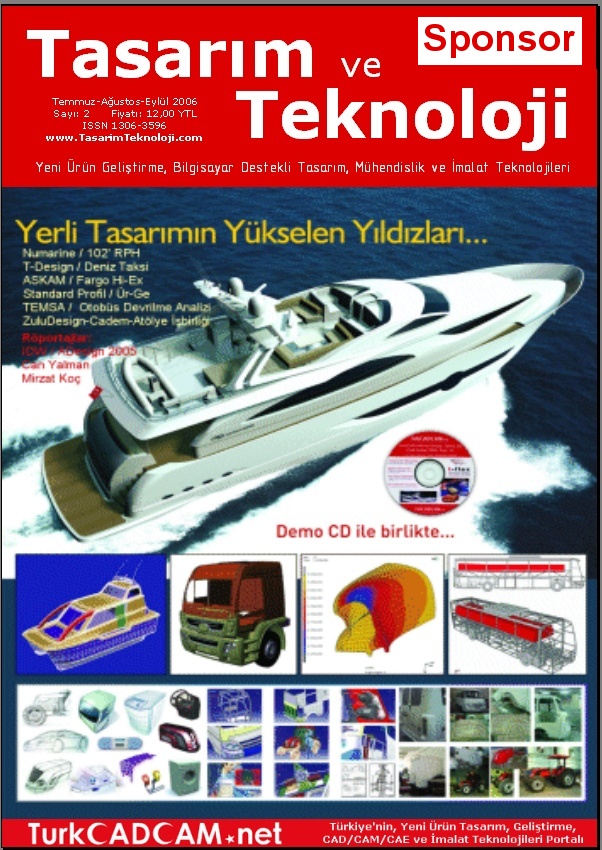 Tasarım ve
Sponsor
Teknoloji
Temmuz-Ağustos-Eylül 2006
Sayı: 2 Fiyatı: 12,00 YTL
ISSN 1306-3596
www.TasarimTeknoloji.com
Yeni Ürün Geliştirme, Bilgisayar Destekli Tasarım, Mühendislik ve İmalat Teknolojileri
Yerli Tasarımın Yükselen Yıldızları...
Numarine / 102' RPH
T-Design / Deniz Taksi
ASKAM / Fargo Hi-Ex
Standard Profil / Ür-Ge
TEMSA / Otobüs Devrilme Analizi
ZuluDesign-Cadem-Atölye İşbirliği
Röportajlar:
2005
Can Yalman
Mirzat Koç
Demo CD ile birlikte...
TurkCADCAM★net
Türkiye'nin, Yeni Ürün Tasarım, Geliştirme,
CAD/CAM/CAE ve İmalat Teknolojileri Portalı